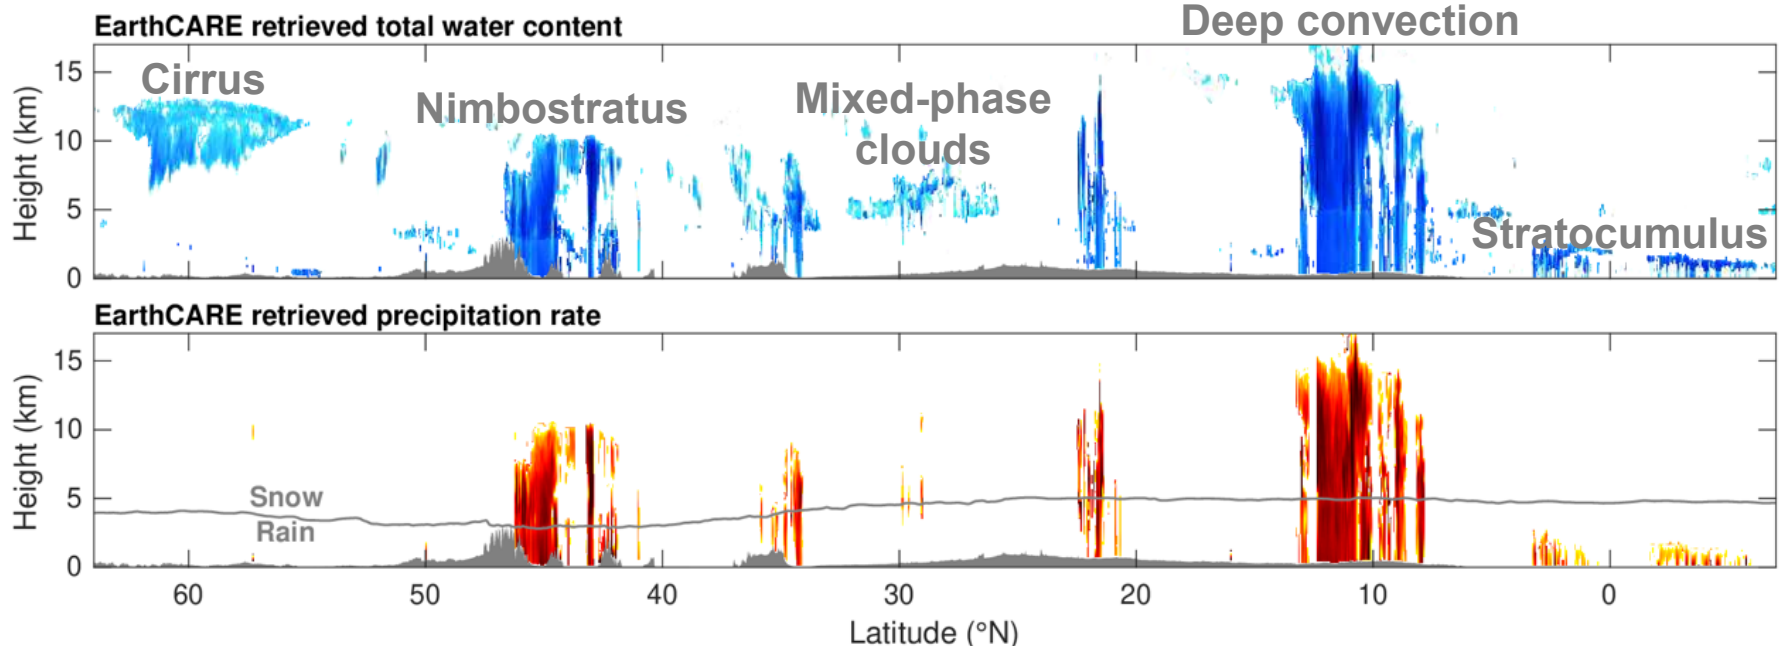 Deep convection
EarthCARE retrieved total water content
Cirrus
Nimbostratus
Mixed-phase
clouds
Stratocumulus
Height (km)
15
10
5
0
EarthCARE retrieved precipitation rate
Snow
Rain
Height (km)
15
10
5
0
60 50 40 30 20 10 0
Latitude (°N)